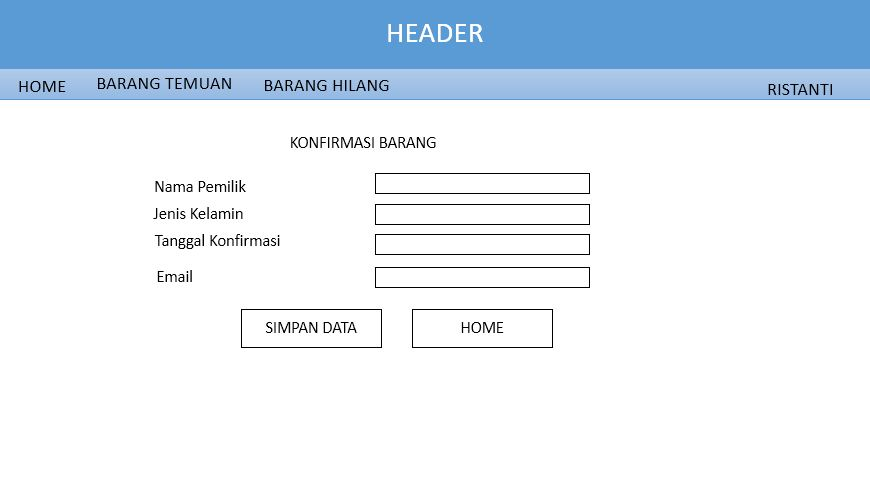 HEADER
HOME BARANG TEMUAN BARANG HILANG RISTANTI
KONFIRMASI BARANG
Nama Pemilik
Jenis Kelamin
Tanggal Konfirmasi
Email
SIMPAN DATA HOME